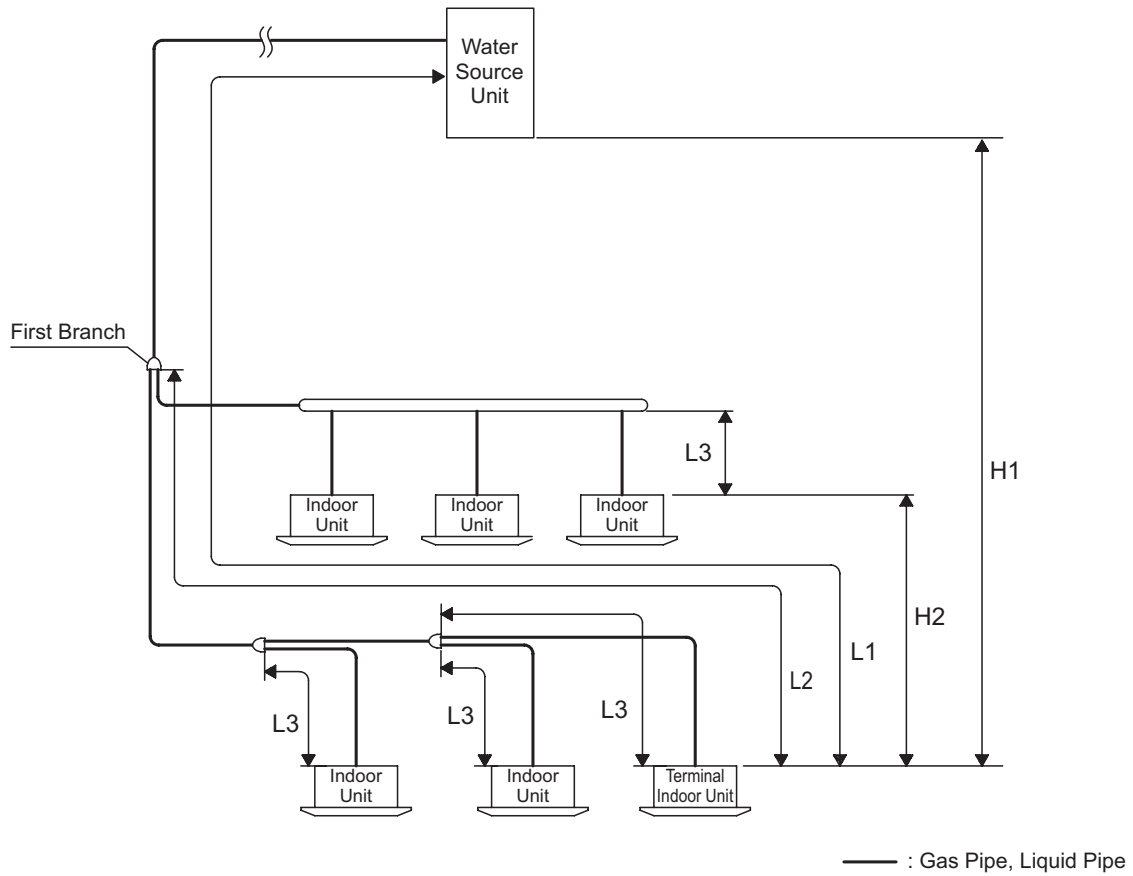 Water
Source
Unit
First Branch
L3
H1
Indoor
Unit
Indoor
Unit
Indoor
Unit
H2
L1
L2
L3
L3
L3
Indoor
Unit
Indoor
Unit
Terminal
Indoor Unit
: Gas Pipe, Liquid Pipe